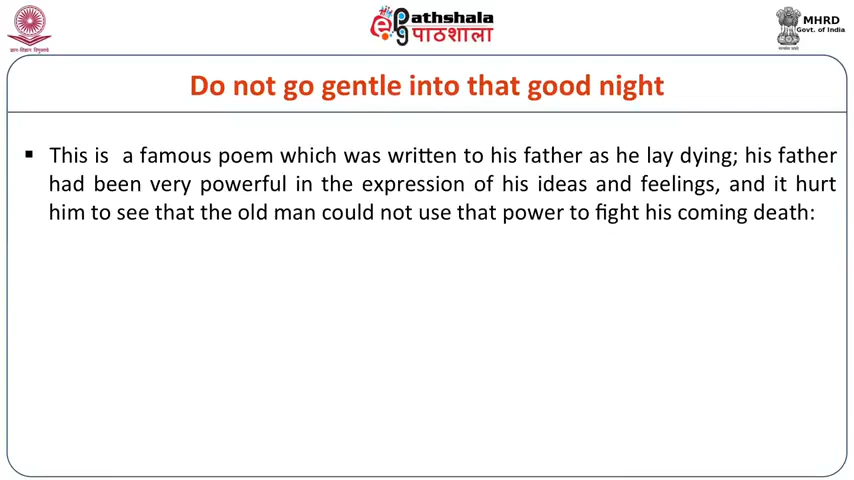 Pathshala
पाठशाला
MHRD
Govt. of India
Do not go gentle into that good night
▪ This is a famous poem which was written to his father as he lay dying; his father
had been very powerful in the expression of his ideas and feelings, and it hurt
him to see that the old man could not use that power to fight his coming death: